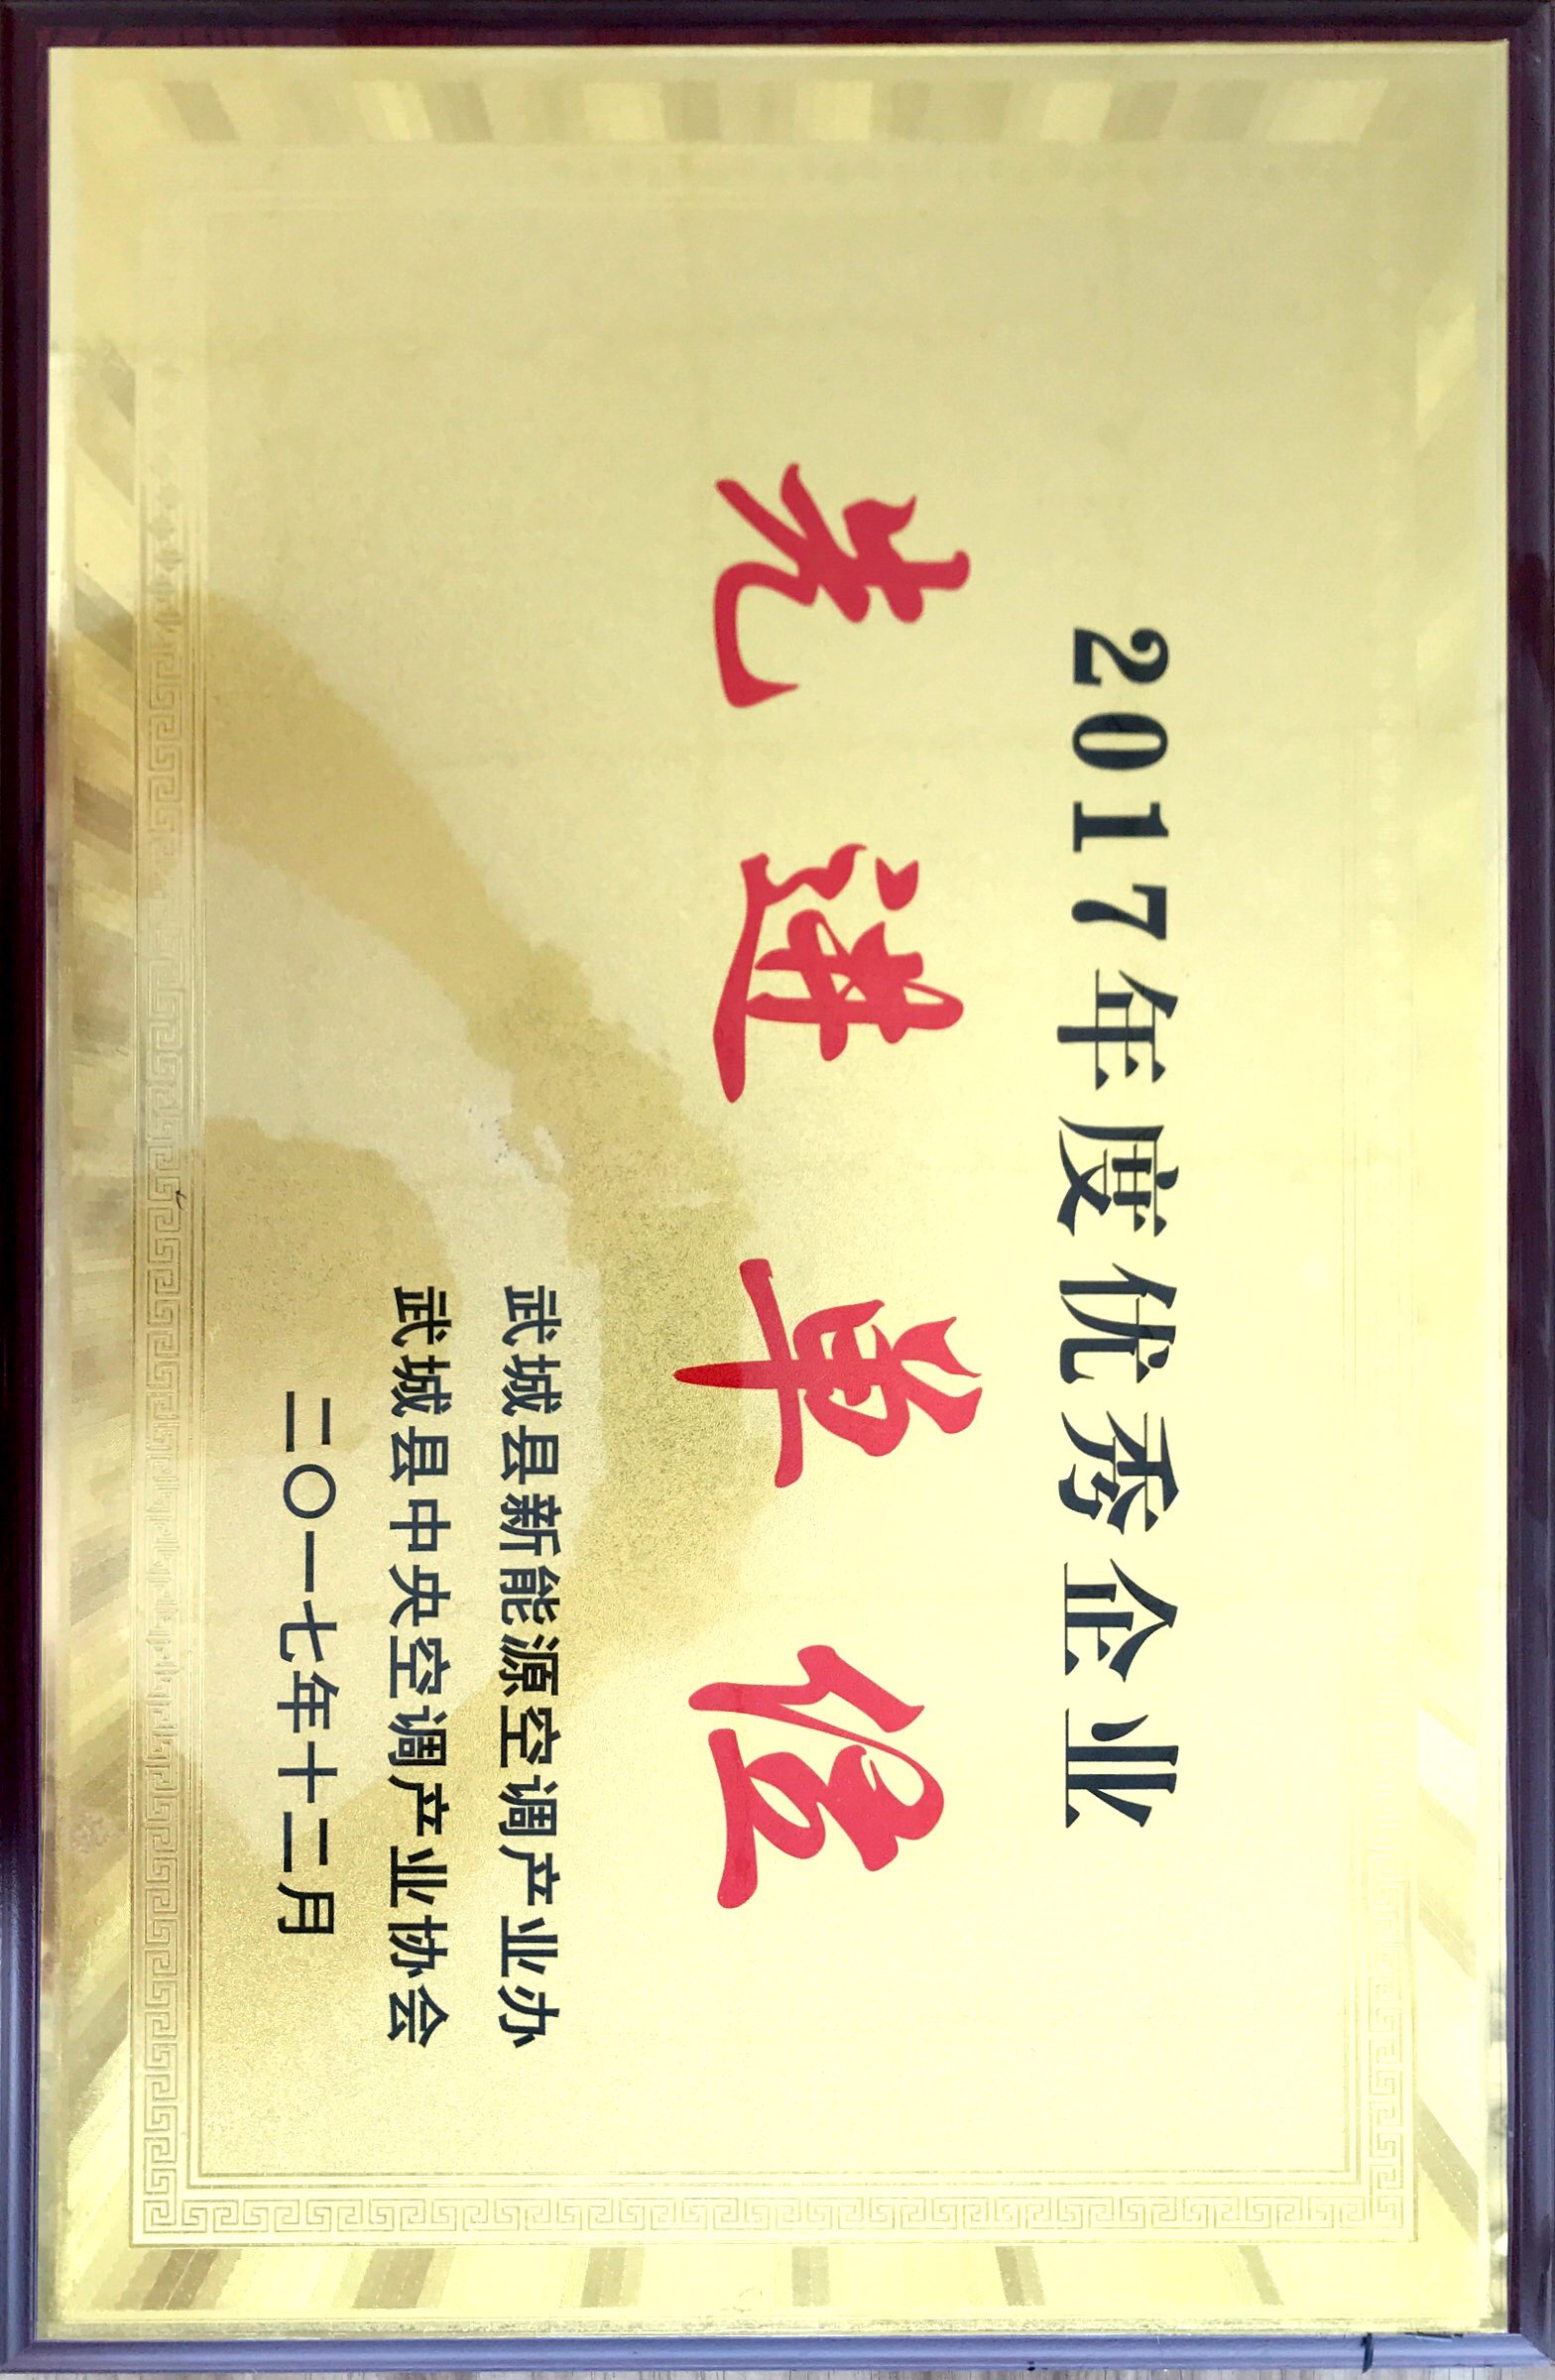 2017年度优秀企业
先进单位
武城县新能源空调产业办
武城县中央空调产业协会
二〇一七年十二月